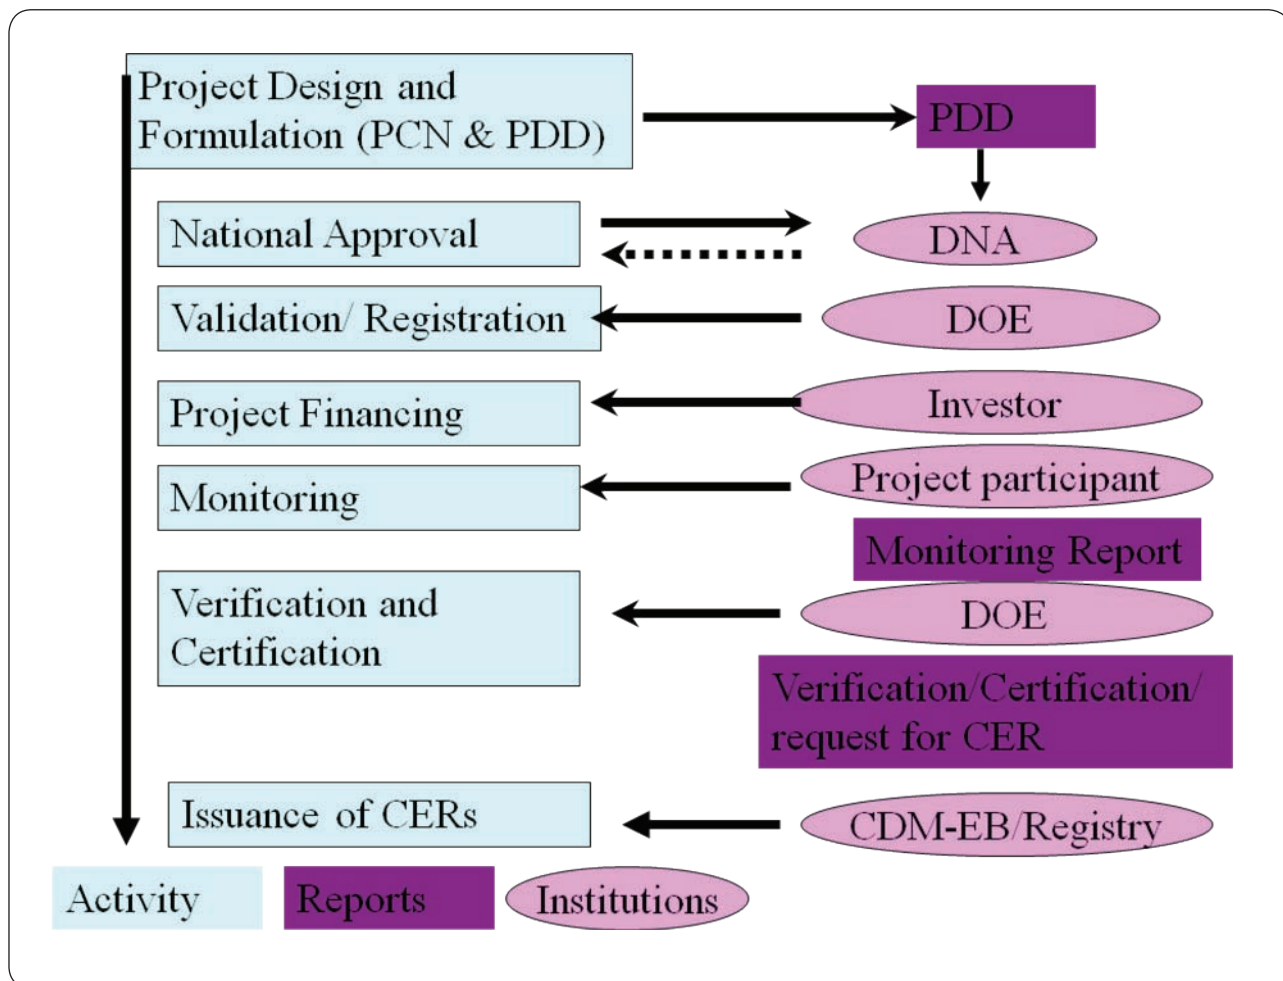 Project Design and
Formulation (PCN & PDD)
PDD
National Approval
DNA
Validation/ Registration
DOE
Project Financing
Investor
Monitoring
Project participant
Monitoring Report
Verification and
Certification
DOE
Verification/Certification/
request for CER
Issuance of CERs
CDM-EB/Registry
Activity
Reports
Institutions